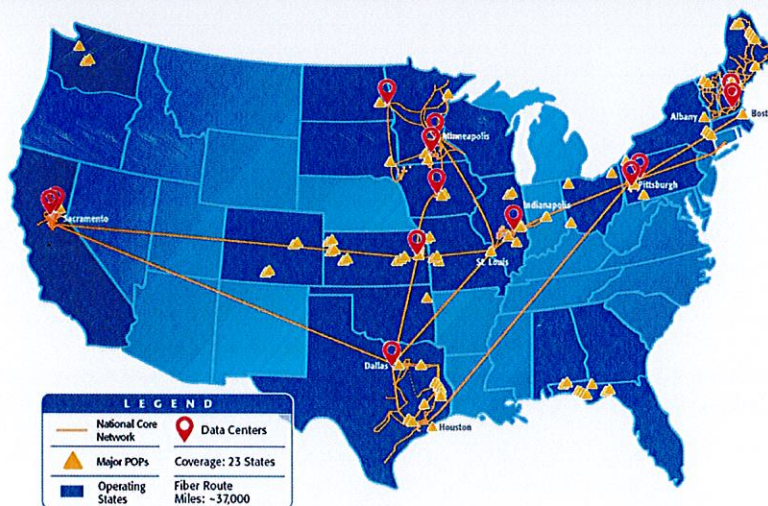 Minneapolis
Albany
Bost
Pittsburgh
Indianapolis
Sacramento
St. Louis
Dallas
Houston
LEGEND
National Core
Network
Data Centers
Major POPs
Coverage: 23 States
Operating
States
Fiber Route
Miles: ~37,000